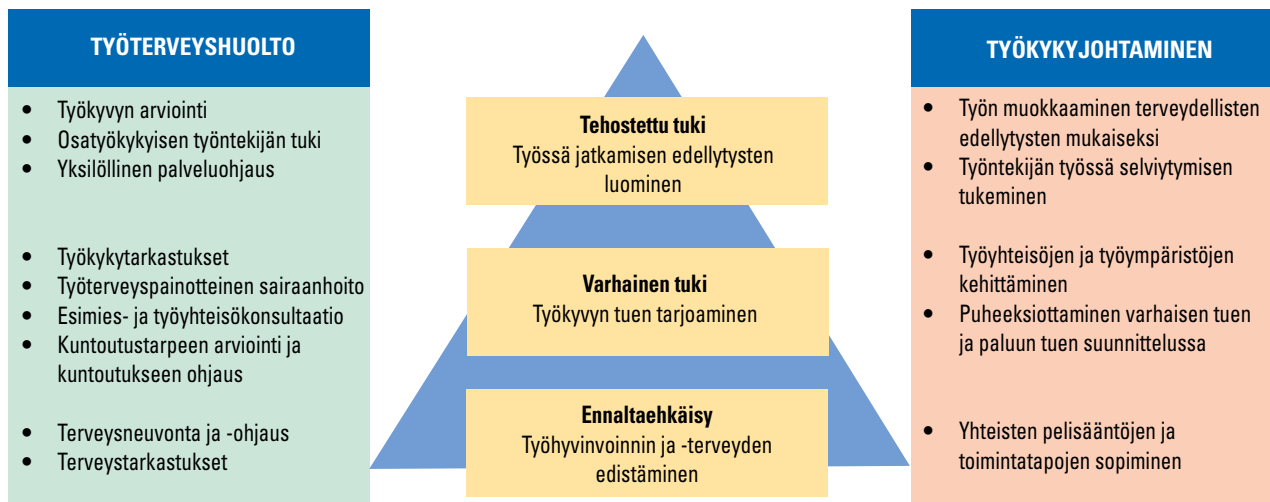 TYÖTERVEYSHUOLTO
• Työkyvyn arviointi
• Osatyökykyisen työntekijän tuki
• Yksilöllinen palveluohjaus
• Työkykytarkastukset
• Työterveyspainotteinen sairaanhoito
• Esimies- ja työyhteisökonsultaatio
• Kuntoutustarpeen arviointi ja
kuntoutukseen ohjaus
• Terveysneuvonta ja -ohjaus
• Terveystarkastukset
Tehostettu tuki
Työssä jatkamisen edellytysten
luominen
Varhainen tuki
Työkyvyn tuen tarjoaminen
Ennaltaehkäisy
Työhyvinvoinnin ja -terveyden
edistäminen
TYÖKYKYJOHTAMINEN
• Työn muokkaaminen terveydellisten
edellytysten mukaiseksi
• Työntekijän työssä selviytymisen
tukeminen
• Työyhteisöjen ja työympäristöjen
kehittäminen
• Puheeksiottaminen varhaisen tuen
ja paluun tuen suunnittelussa
• Yhteisten pelisääntöjen ja
toimintatapojen sopiminen